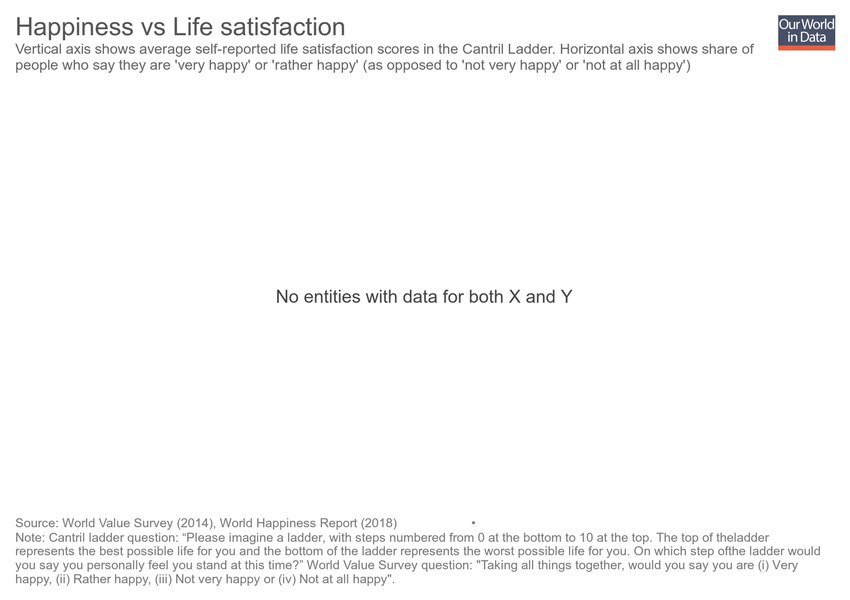 Happiness vs Life satisfaction
Our World
in Data
Vertical axis shows average self-reported life satisfaction scores in the Cantril Ladder. Horizontal axis shows share of
people who say they are 'very happy' or 'rather happy' (as opposed to 'not very happy' or 'not at all happy')
No entities with data for both X and Y
Source: World Value Survey (2014), World Happiness Report (2018) •
Note: Cantril ladder question: “Please imagine a ladder, with steps numbered from 0 at the bottom to 10 at the top. The top of theladder
represents the best possible life for you and the bottom of the ladder represents the worst possible life for you. On which step ofthe ladder would
you say you personally feel you stand at this time?” World Value Survey question: "Taking all things together, would you say you are (i) Very
happy, (ii) Rather happy, (iii) Not very happy or (iv) Not at all happy".